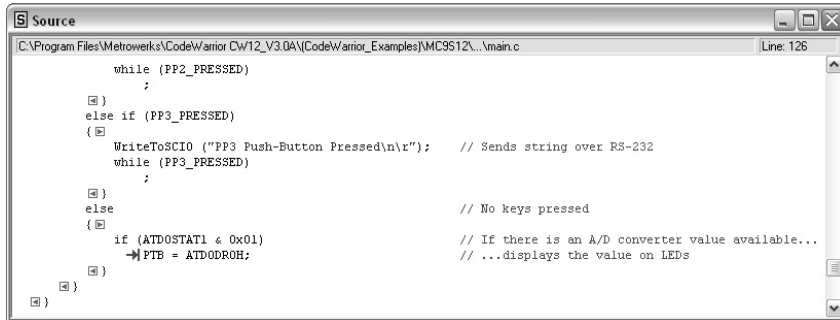 S Source
C:\Program Files\Metrowerks\CodeWarrior CW12_V3.0A\(CodeWarrior_Examples)\MC9S12\...\main.c Line: 126
while (PP2_PRESSED)
;
}
else if (PP3_PRESSED)
{
WriteToSCI0 ("PP3 Push-Button Pressed\n\r"); // Sends string over RS-232
while (PP3_PRESSED)
;
}
else // No keys pressed
{
if (ATD0STAT1 & 0x01) // If there is an A/D converter value available...
PTB = ATD0DR0H; // ...displays the value on LEDs
}
}
}